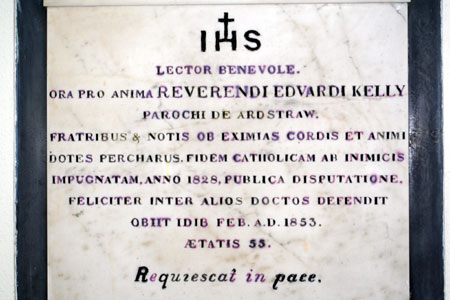 IHS
LECTOR BENEVOLE.
ORA PRO ANIMA REVERENDI EDVARDI KELLY
PAROCHI DE ARDSTRAW.
FRATRIBUS & NOTIS OB EXIMIAS CORDIS ET ANIMI
DOTES PERCHARUS. FIDEM CATHOLICAM AB INIMICIS
IMPUGNATAM, ANNO 1828, PUBLICA DISPUTATIONE,
FELICITER INTER ALIOS DOCTOS DEFENDIT
OBIIT IDIB FEB. A.D. 1853.
ÆTATIS 55.
Requiescat in pace.